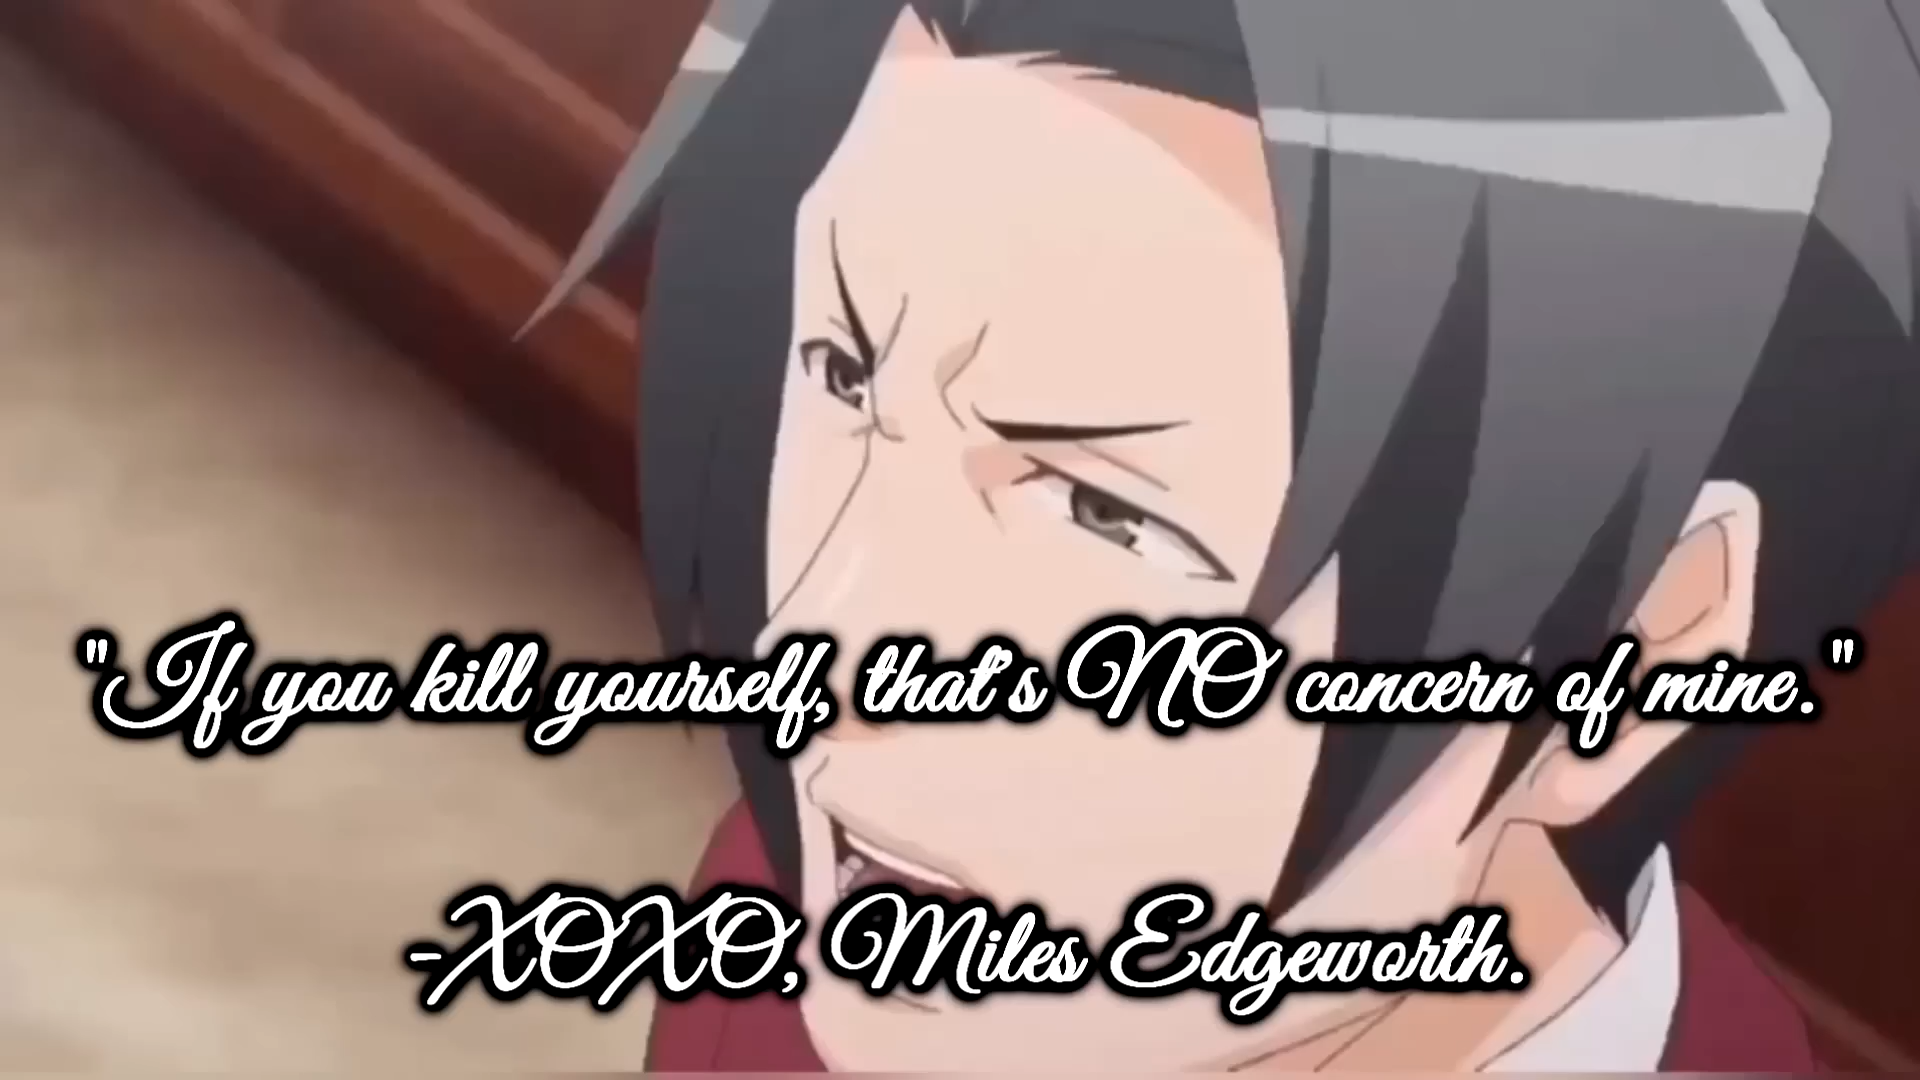 "If you kill yourself, that's NO concern of mine."
-XOXO, Miles Edgeworth.